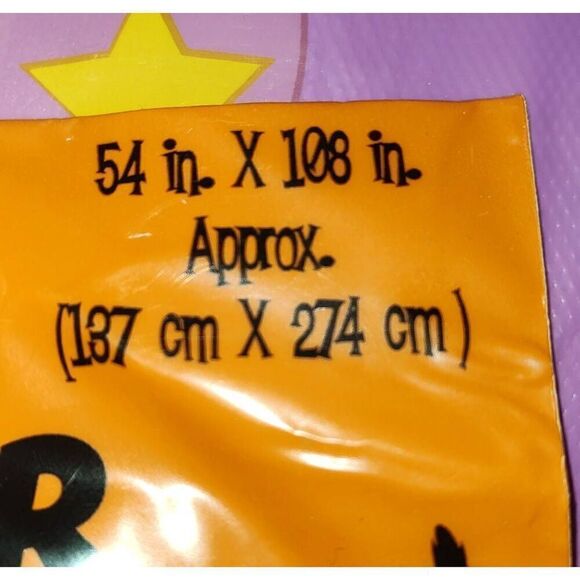 54 in. X 108 in.
Approx.
(137 cm X 274 cm)
R